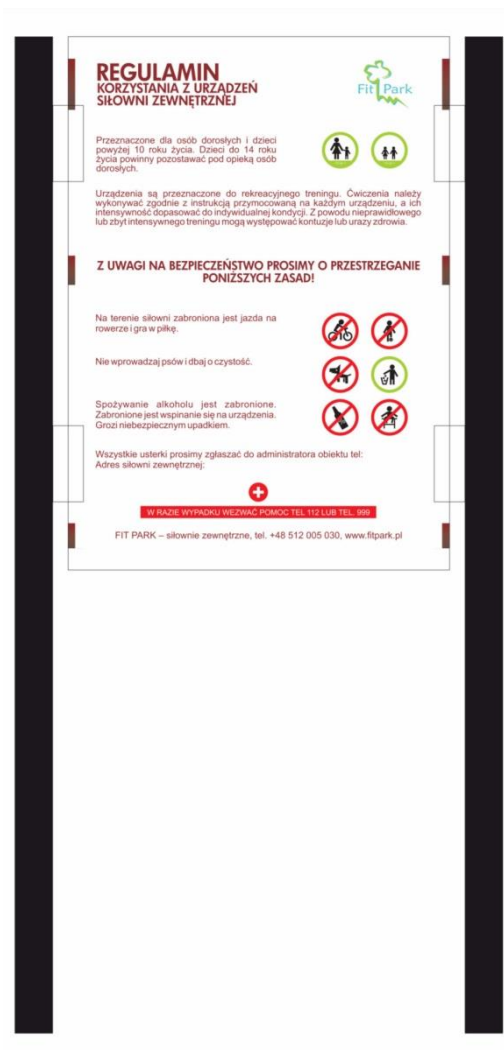 REGULAMIN
KORZYSTANIA Z URZĄDZEŃ
SIŁOWNI ZEWNĘTRZNEJ
Fit Park
Przeznaczone dla osób dorosłych i dzieci
powyżej 10 roku życia. Dzieci do 14 roku
życia powinny pozostawać pod opieką osób
dorosłych.
Urządzenia są przeznaczone do rekreacyjnego treningu. Ćwiczenia należy
wykonywać zgodnie z instrukcją przymocowaną na każdym urządzeniu, a ich
intensywność dopasować do indywidualnej kondycji. Z powodu nieprawidłowego
lub zbyt intensywnego treningu mogą występować kontuzje lub urazy zdrowia.
Z UWAGI NA BEZPIECZEŃSTWO PROSIMY O PRZESTRZEGANIE
PONIŻSZYCH ZASAD!
Na terenie siłowni zabroniona jest jazda na
rowerze i gra w piłkę.
Nie wprowadzaj psów i dbaj o czystość.
Spożywanie alkoholu jest zabronione.
Zabronione jest wspinanie się na urządzenia.
Grozi niebezpiecznym upadkiem.
Wszystkie usterki prosimy zgłaszać do administratora obiektu tel:
Adres siłowni zewnętrznej:
W RAZIE WYPADKU WEZWAĆ POMOC TEL 112 LUB TEL. 999
FIT PARK – siłownie zewnętrzne, tel. +48 512 005 030, www.fitpark.pl